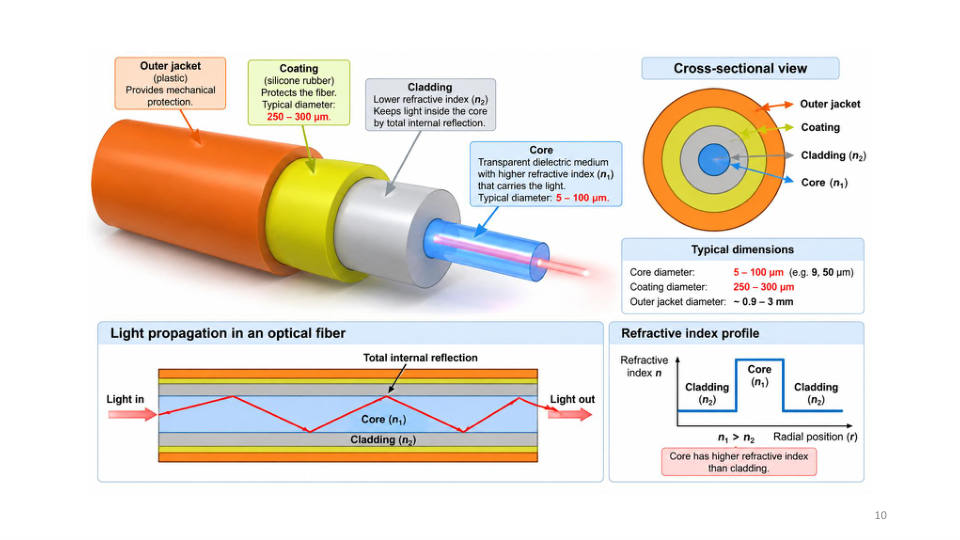 Outer jacket
(plastic)
Provides mechanical
protection.
Coating
(silicone rubber)
Protects the fiber.
Typical diameter:
250 – 300 µm.
Cladding
Lower refractive index (n₂)
Keeps light inside the core
by total internal reflection.
Core
Transparent dielectric medium
with higher refractive index (n₁)
that carries the light.
Typical diameter: 5 – 100 µm.
Cross-sectional view
Outer jacket
Coating
Cladding (n₂)
Core (n₁)
Typical dimensions
Core diameter: 5 – 100 µm (e.g. 9, 50 µm)
Coating diameter: 250 – 300 µm
Outer jacket diameter: ~ 0.9 – 3 mm
Light propagation in an optical fiber
Total internal reflection
Light in
Light out
Core (n₁)
Cladding (n₂)
Refractive index profile
Refractive
index n
Cladding
(n₂)
Core
(n₁)
Cladding
(n₂)
n₁ > n₂
Radial position (r)
Core has higher refractive index
than cladding.
10